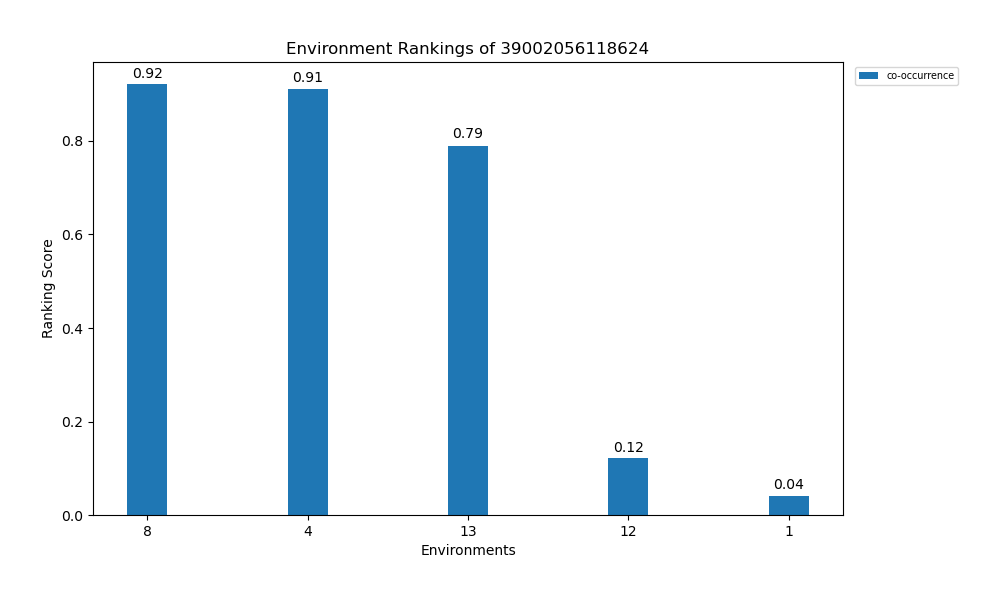 Environment Rankings of 39002056118624
co-occurrence
0.92
0.91
0.79
0.12
0.04
Ranking Score
0.8
0.6
0.4
0.2
0.0
8 4 13 12 1
Environments